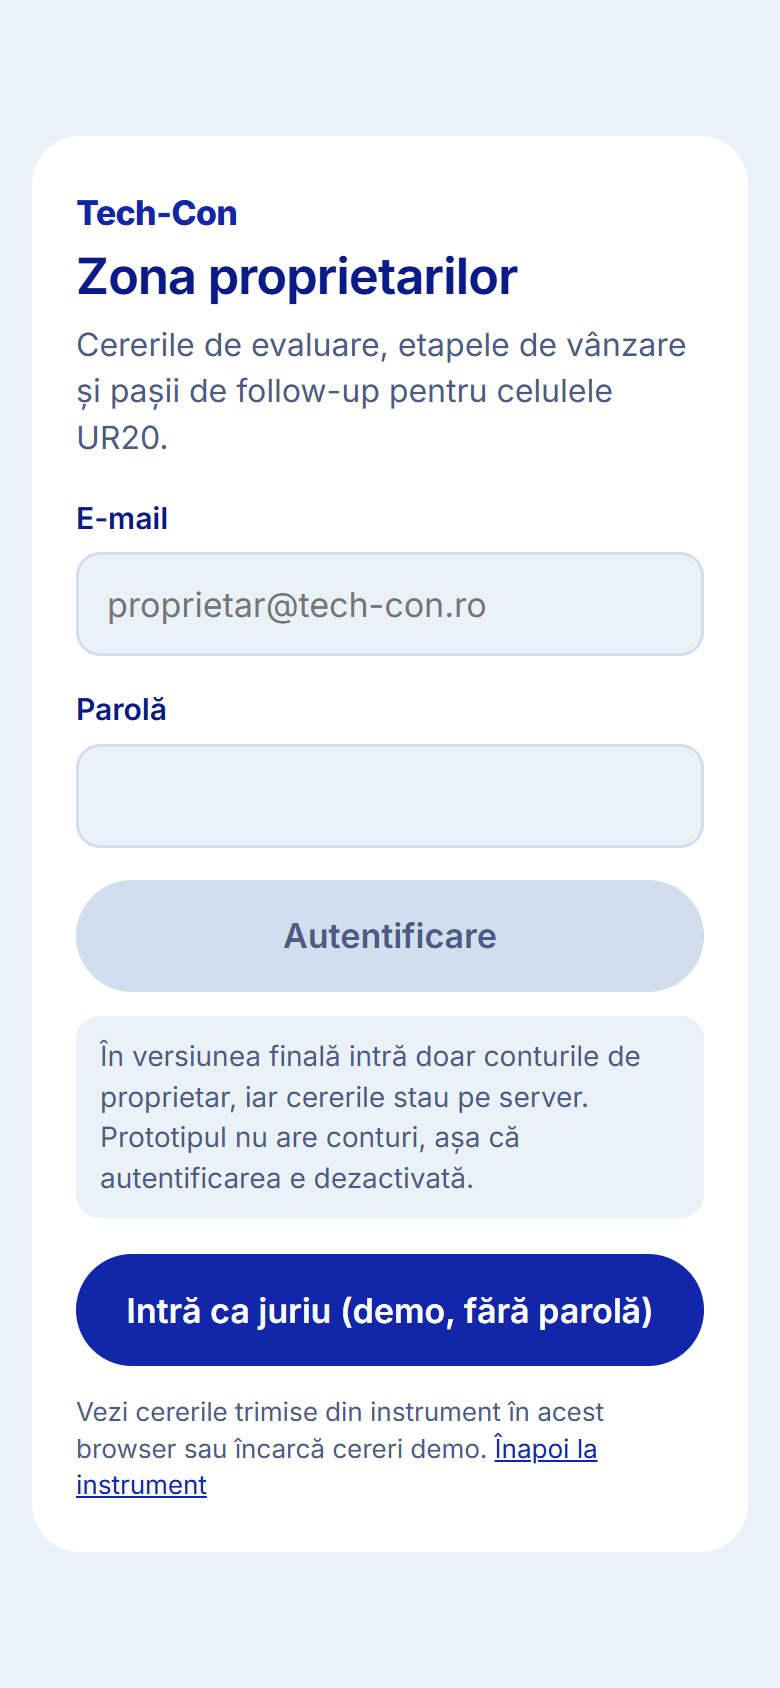 Tech-Con
Zona proprietarilor
Cererile de evaluare, etapele de vânzare
și pașii de follow-up pentru celulele
UR20.
E-mail
proprietar@tech-con.ro
Parolă
Autentificare
În versiunea finală intră doar conturile de
proprietar, iar cererile stau pe server.
Prototipul nu are conturi, așa că
autentificarea e dezactivată.
Intră ca juriu (demo, fără parolă)
Vezi cererile trimise din instrument în acest
browser sau încarcă cereri demo. Înapoi la
instrument